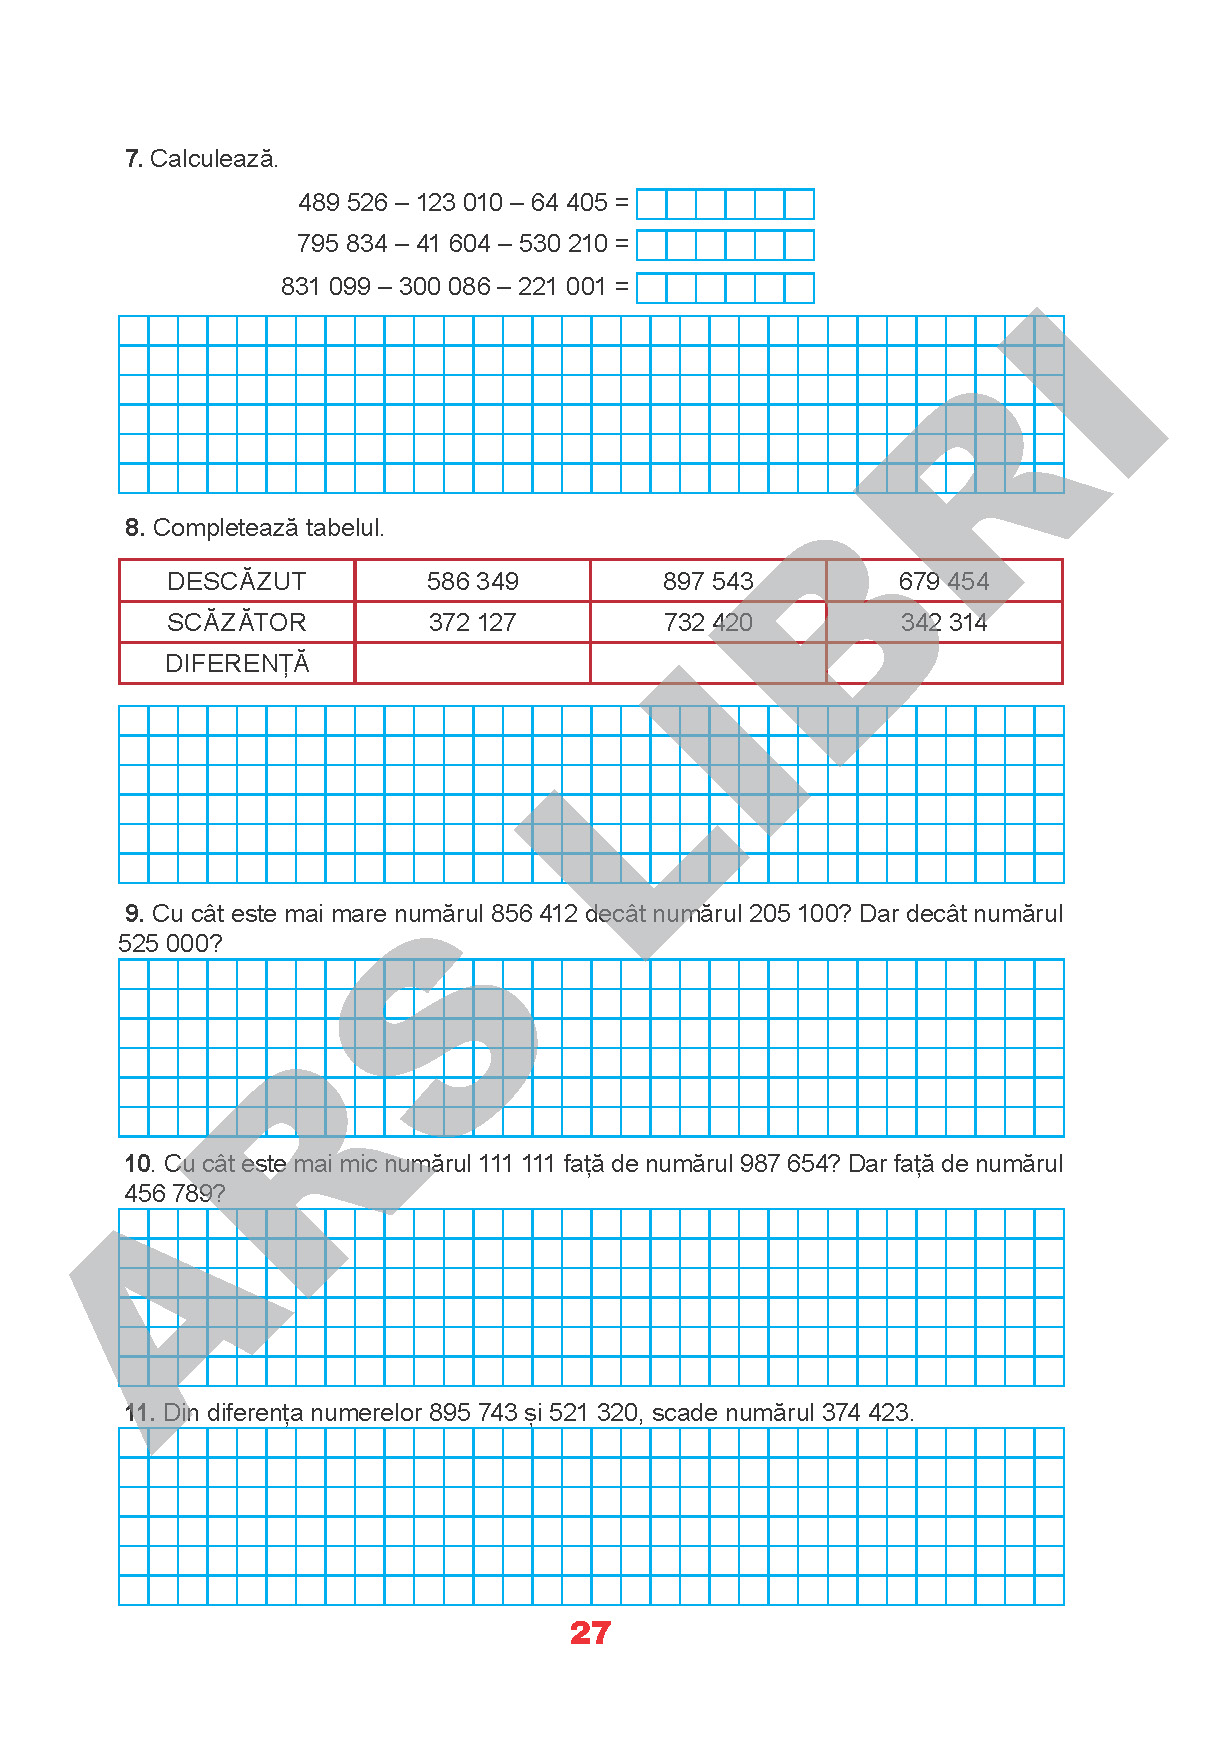 7. Calculează.
489 526 – 123 010 – 64 405 =
795 834 – 41 604 – 530 210 =
831 099 – 300 086 – 221 001 =
8. Completează tabelul.
DESCĂZUT 586 349 897 543 679 454
SCĂZĂTOR 372 127 732 420 342 314
DIFERENȚĂ
9. Cu cât este mai mare numărul 856 412 decât numărul 205 100? Dar decât numărul
525 000?
10. Cu cât este mai mic numărul 111 111 față de numărul 987 654? Dar față de numărul
456 789?
11. Din diferența numerelor 895 743 și 521 320, scade numărul 374 423.
27
ARS LIBRI